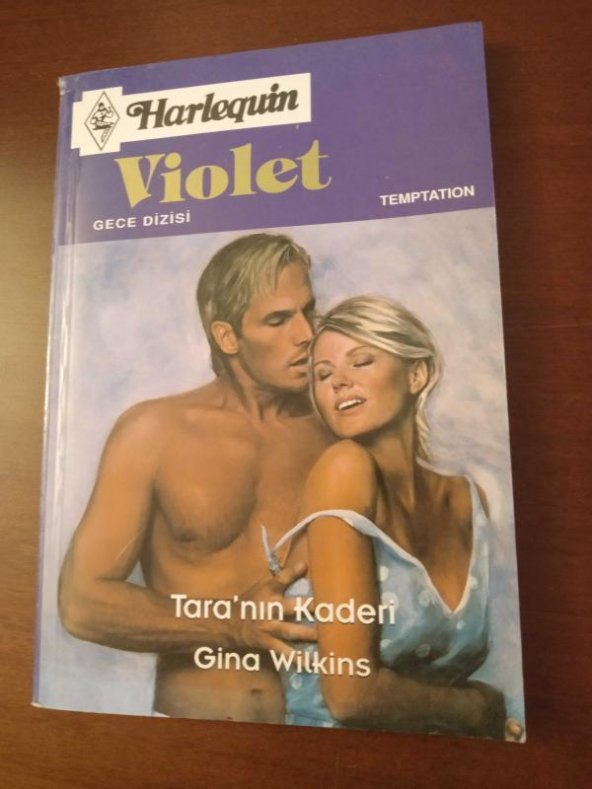 Harlequin
Violet
GECE DİZİSİ
TEMPTATION
Tara'nın Kaderi
Gina Wilkins